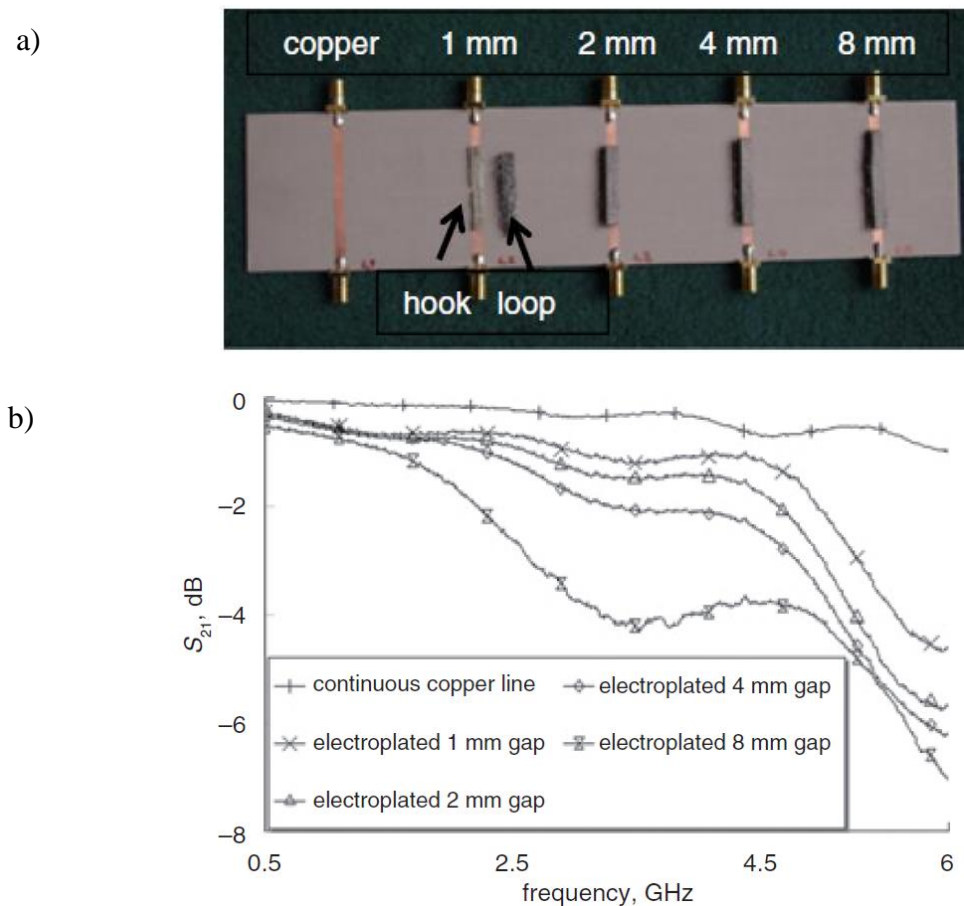 a)
copper 1 mm 2 mm 4 mm 8 mm
hook loop
b)
0
–2
–4
–6
–8
S21, dB
continuous copper line electroplated 4 mm gap
electroplated 1 mm gap electroplated 8 mm gap
electroplated 2 mm gap
0.5 2.5 4.5 6
frequency, GHz